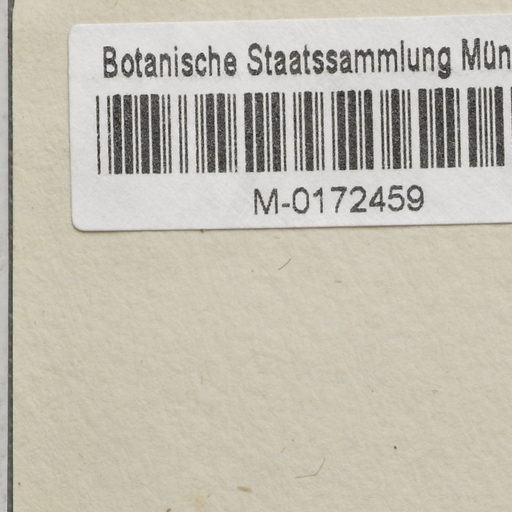 Botanische Staatssammlung Mün
M-0172459